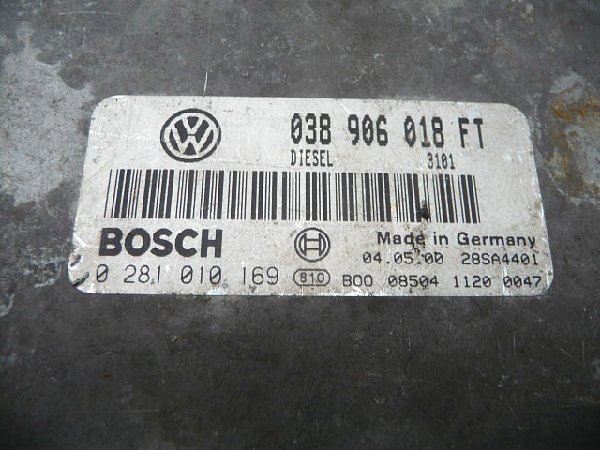 038 906 018 FT
DIESEL 3101
BOSCH
Made in Germany
04.05.00 28SA4401
0 281 010 169 810 B00 08504 1120 0047